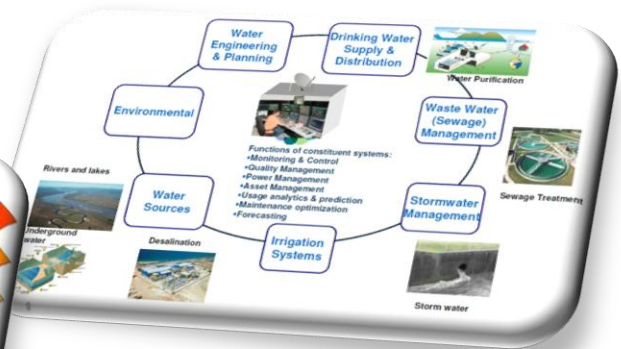 Water
Engineering
& Planning
Drinking Water
Supply &
Distribution
Water Purification
Environmental
Waste Water
(Sewage)
Management
Functions of constituent systems:
•Monitoring & Control
•Quality Management
•Power Management
•Asset Management
•Usage analytics & prediction
•Maintenance optimization
•Forecasting
Rivers and lakes
Water
Sources
Stormwater
Management
Sewage Treatment
Underground
water
Desalination
Irrigation
Systems
Storm water